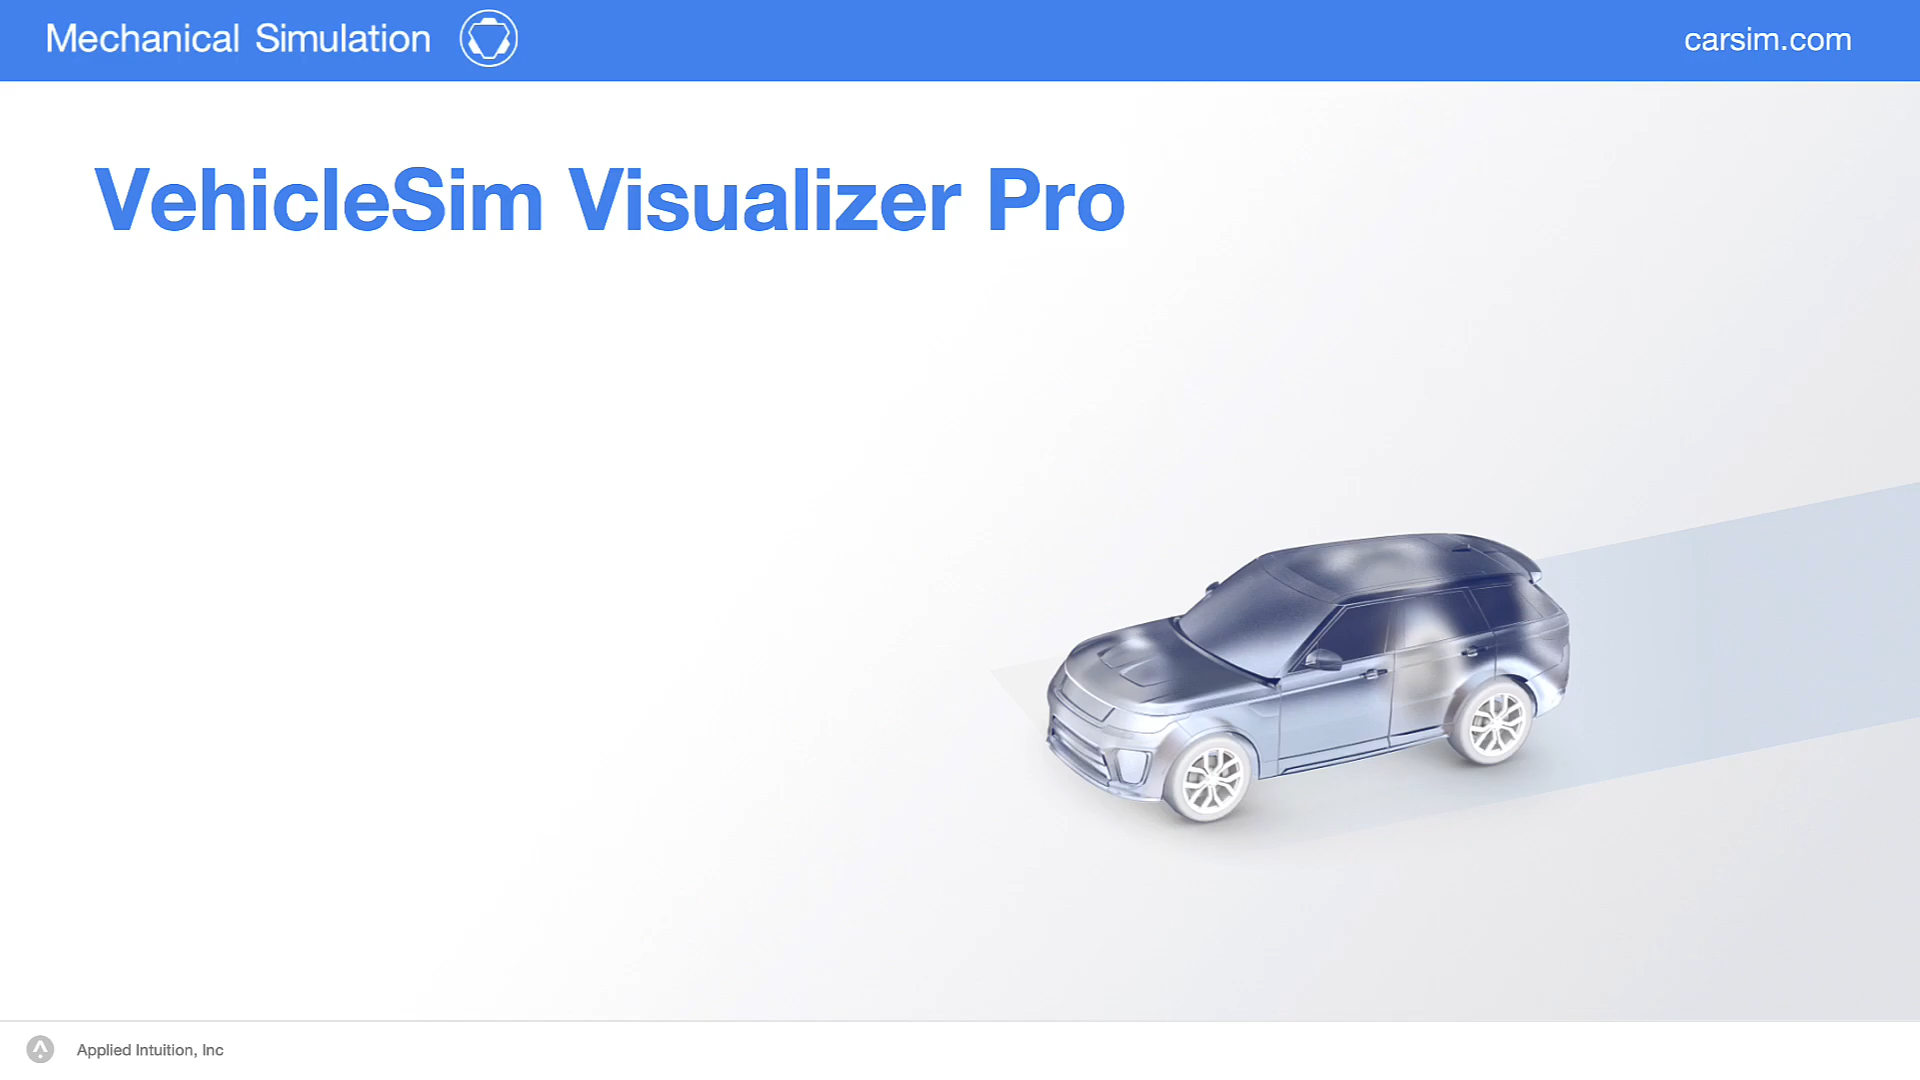 Mechanical Simulation
carsim.com
VehicleSim Visualizer Pro
Applied Intuition, Inc